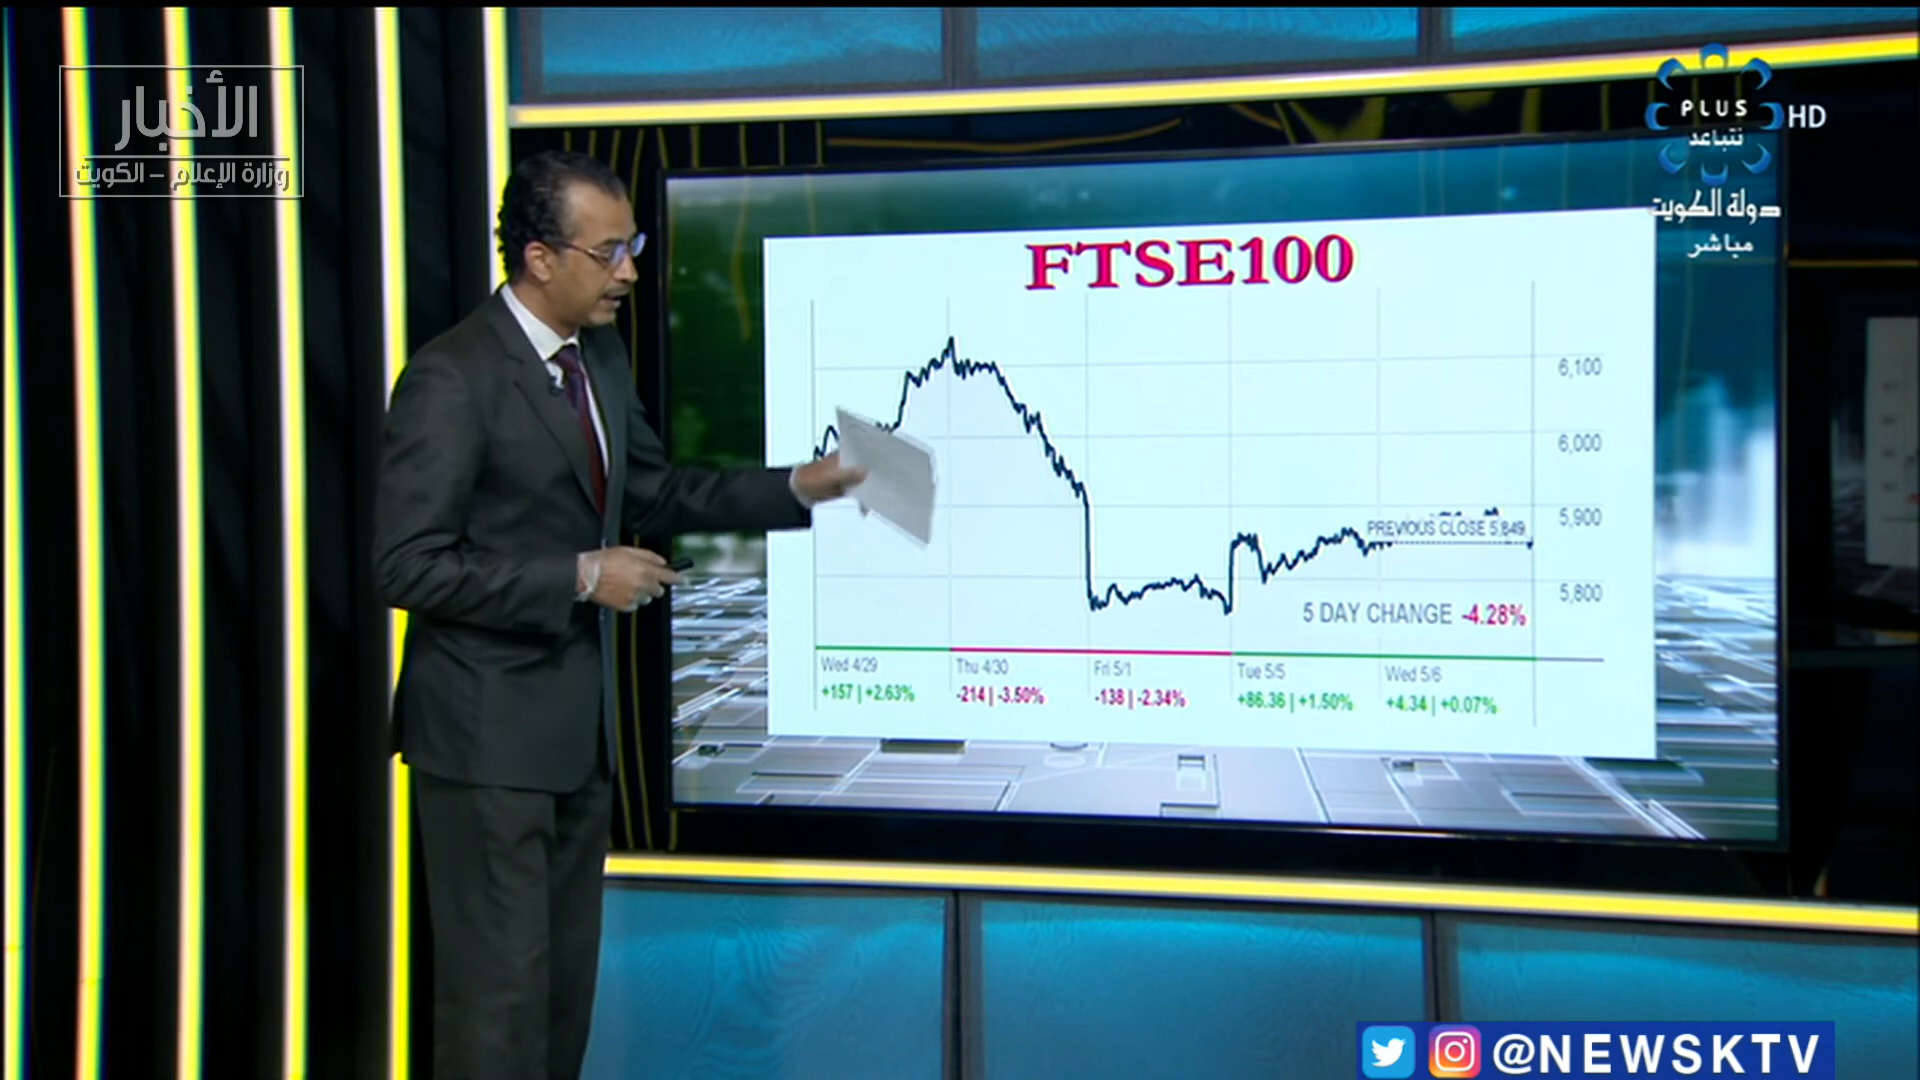 الأخبار
وزارة الإعلام - الكويت
PLUS
HD
نتباعد
دولة الكويت
مباشر
FTSE100
6,100
6,000
5,900
PREVIOUS CLOSE 5,849
5,800
5 DAY CHANGE -4.28%
Wed 4/29
Thu 4/30
Fri 5/1
Tue 5/5
Wed 5/6
+157 | +2.63%
-214 | -3.50%
-138 | -2.34%
+86.36 | +1.50%
+4.34 | +0.07%
@NEWSKTV